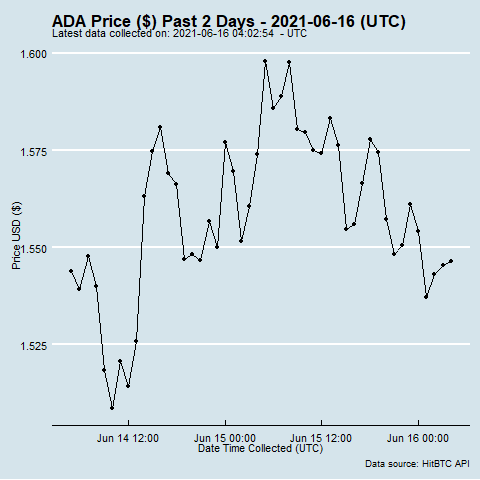 ADA Price ($) Past 2 Days - 2021-06-16 (UTC)
Latest data collected on: 2021-06-16 04:02:54 - UTC
1.600
1.575
1.550
1.525
Price USD ($)
Jun 14 12:00 Jun 15 00:00 Jun 15 12:00 Jun 16 00:00
Date Time Collected (UTC)
Data source: HitBTC API